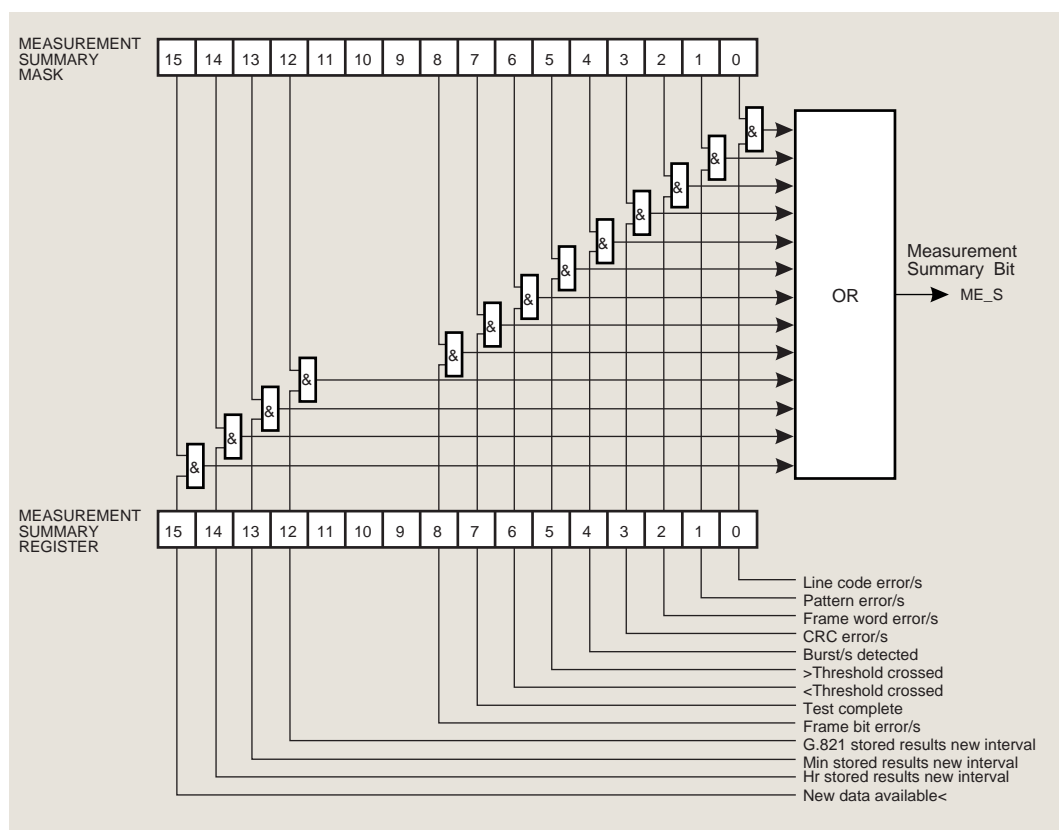 MEASUREMENT
SUMMARY
MASK
15 14 13 12 11 10 9 8 7 6 5 4 3 2 1 0
&
&
&
&
&
&
&
&
&
&
&
&
&
OR
Measurement
Summary Bit
ME_S
MEASUREMENT
SUMMARY
REGISTER
15 14 13 12 11 10 9 8 7 6 5 4 3 2 1 0
Line code error/s
Pattern error/s
Frame word error/s
CRC error/s
Burst/s detected
>Threshold crossed
<Threshold crossed
Test complete
Frame bit error/s
G.821 stored results new interval
Min stored results new interval
Hr stored results new interval
New data available<